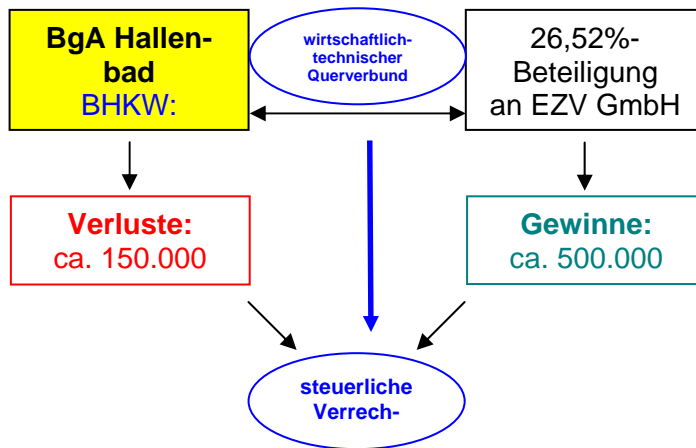 BgA Hallen-
bad
BHKW:
wirtschaftlich-
technischer
Querverbund
26,52%-
Beteiligung
an EZV GmbH
Verluste:
ca. 150.000
Gewinne:
ca. 500.000
steuerliche
Verrech-